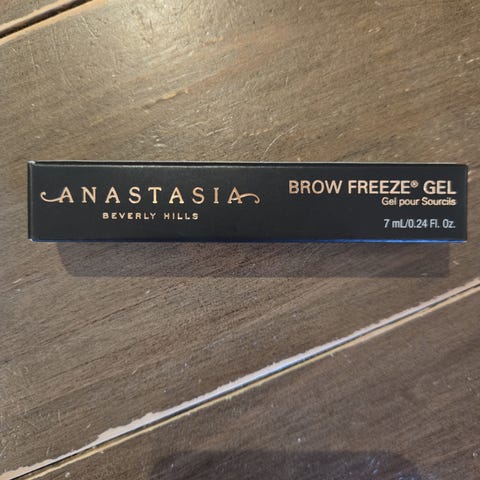 ANASTASIA
BEVERLY HILLS
BROW FREEZE® GEL
Gel pour Sourcils
7 mL/0.24 Fl. Oz.